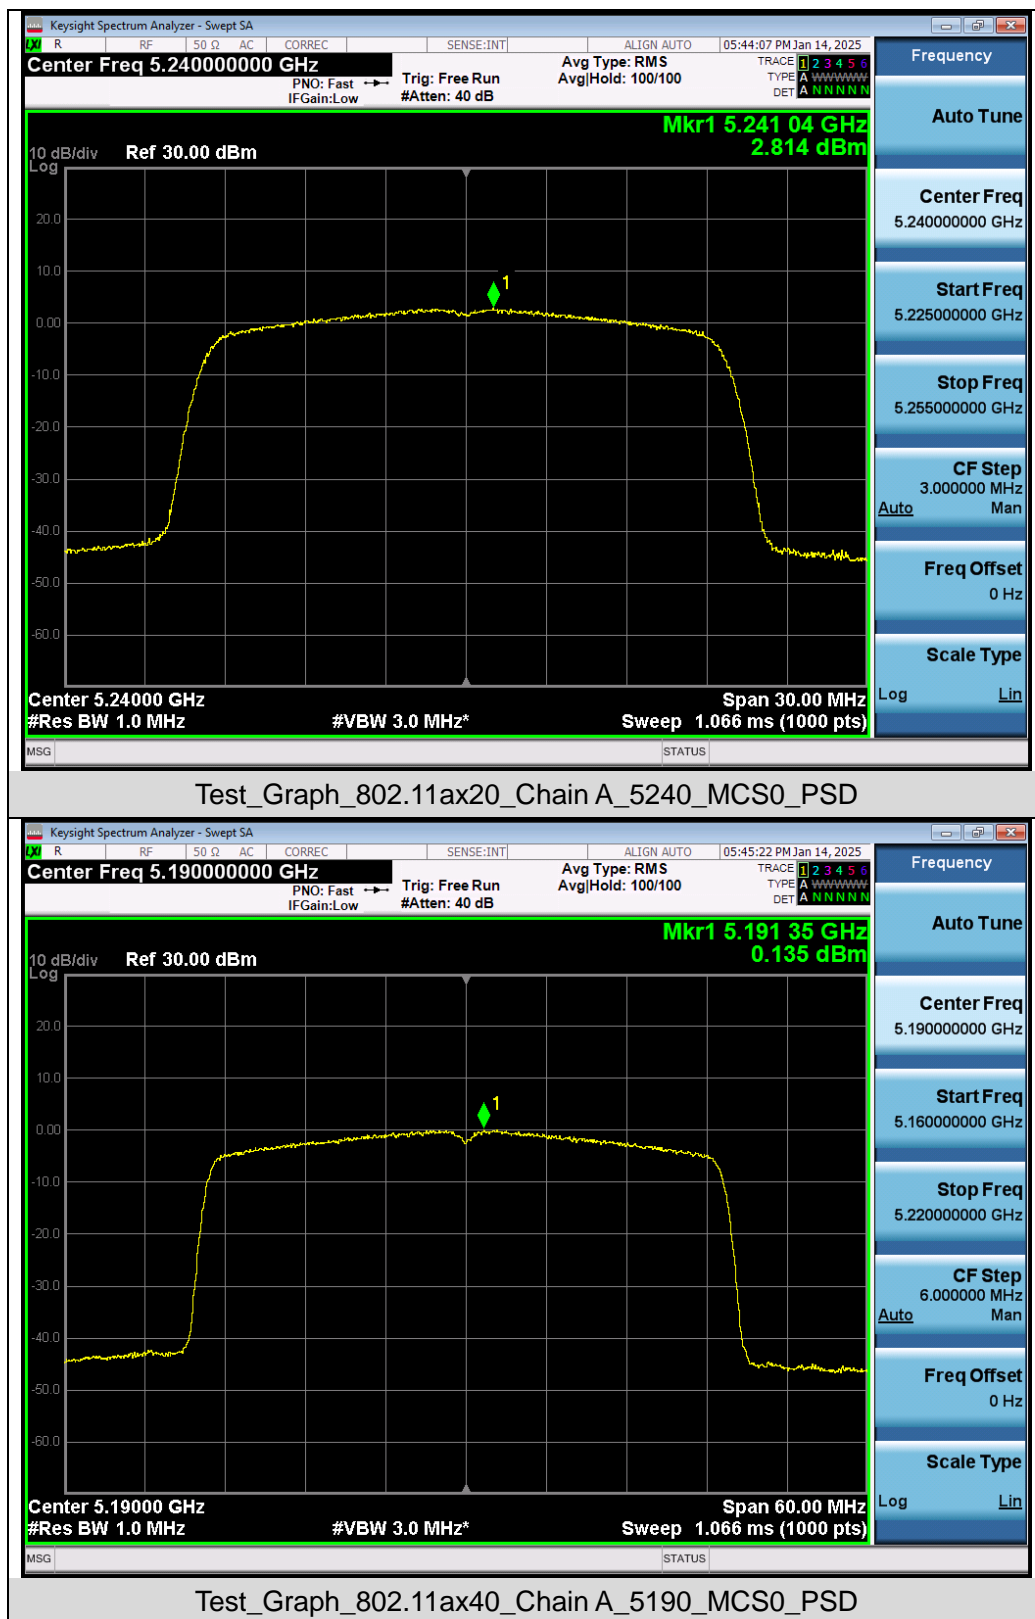 Keysight Spectrum Analyzer - Swept SA
LXI R RF 50 Ω AC CORREC SENSE:INT ALIGN AUTO 05:44:07 PM Jan 14, 2025
Center Freq 5.240000000 GHz
PNO: Fast
IFGain:Low
Trig: Free Run
#Atten: 40 dB
Avg Type: RMS
Avg|Hold: 100/100
TRACE 1 2 3 4 5 6
TYPE A WWWWW
DET A N N N N N
Mkr1 5.241 04 GHz
2.814 dBm
10 dB/div Ref 30.00 dBm
Log
20.0
10.0
1
0.00
-10.0
-20.0
-30.0
-40.0
-50.0
-60.0
Center 5.24000 GHz Span 30.00 MHz
#Res BW 1.0 MHz #VBW 3.0 MHz* Sweep 1.066 ms (1000 pts)
MSG STATUS
Frequency
Auto Tune
Center Freq
5.240000000 GHz
Start Freq
5.225000000 GHz
Stop Freq
5.255000000 GHz
CF Step
3.000000 MHz
Auto Man
Freq Offset
0 Hz
Scale Type
Log Lin
Test_Graph_802.11ax20_Chain A_5240_MCS0_PSD
Keysight Spectrum Analyzer - Swept SA
LXI R RF 50 Ω AC CORREC SENSE:INT ALIGN AUTO 05:45:22 PM Jan 14, 2025
Center Freq 5.190000000 GHz
PNO: Fast
IFGain:Low
Trig: Free Run
#Atten: 40 dB
Avg Type: RMS
Avg|Hold: 100/100
TRACE 1 2 3 4 5 6
TYPE A WWWWW
DET A N N N N N
Mkr1 5.191 35 GHz
0.135 dBm
10 dB/div Ref 30.00 dBm
Log
20.0
10.0
1
0.00
-10.0
-20.0
-30.0
-40.0
-50.0
-60.0
Center 5.19000 GHz Span 60.00 MHz
#Res BW 1.0 MHz #VBW 3.0 MHz* Sweep 1.066 ms (1000 pts)
MSG STATUS
Frequency
Auto Tune
Center Freq
5.190000000 GHz
Start Freq
5.160000000 GHz
Stop Freq
5.220000000 GHz
CF Step
6.000000 MHz
Auto Man
Freq Offset
0 Hz
Scale Type
Log Lin
Test_Graph_802.11ax40_Chain A_5190_MCS0_PSD